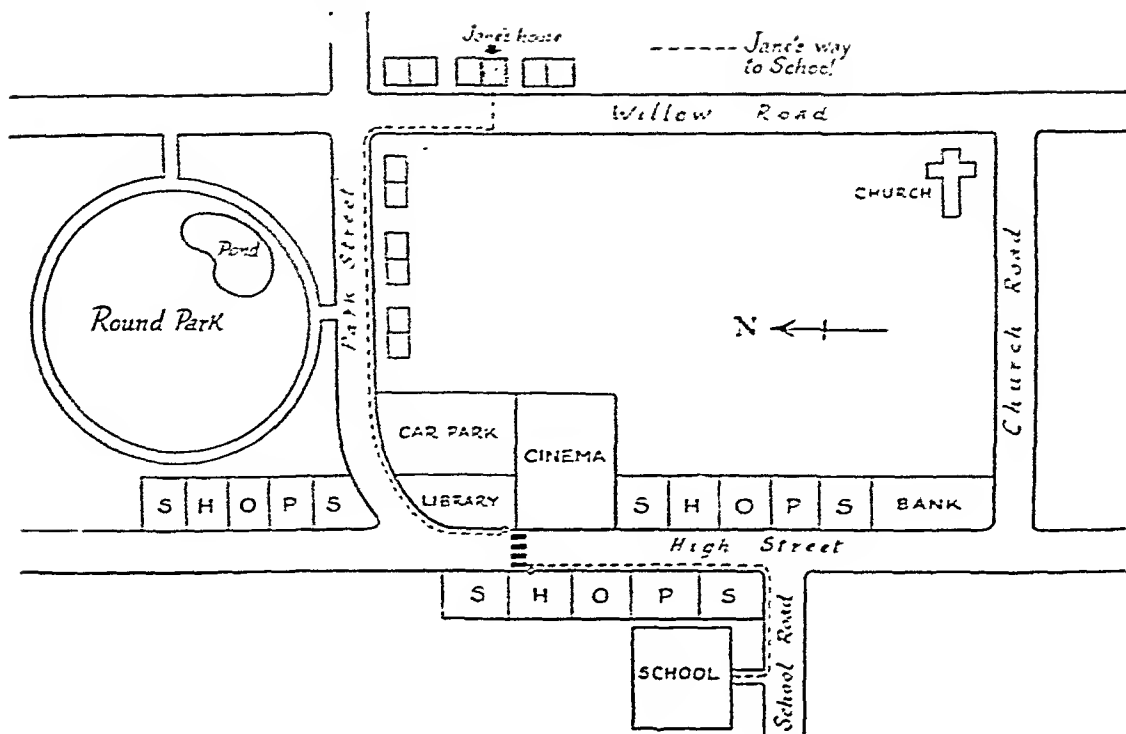 Jane's house
Jane's way
to School
Willow Road
CHURCH
Park Street
Pond
Round Park
N
Church Road
CAR PARK
CINEMA
LIBRARY
S H O P S
S H O P S
BANK
High Street
S H O P S
SCHOOL
School Road